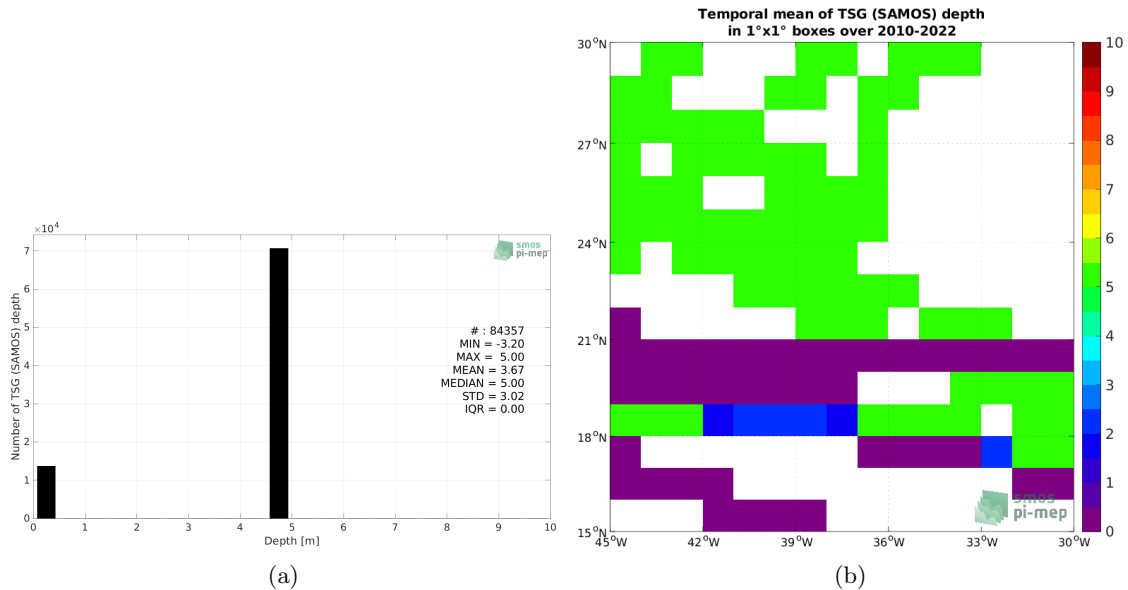 ×10⁴
7
6
5
4
3
2
1
0
Number of TSG (SAMOS) depth
smos
pi-mep
# : 84357
MIN = -3.20
MAX = 5.00
MEAN = 3.67
MEDIAN = 5.00
STD = 3.02
IQR = 0.00
0 1 2 3 4 5 6 7 8 9 10
Depth [m]
(a)
Temporal mean of TSG (SAMOS) depth
in 1°x1° boxes over 2010-2022
30°N
27°N
24°N
21°N
18°N
15°N
45°W 42°W 39°W 36°W 33°W 30°W
smos
pi-mep
10
9
8
7
6
5
4
3
2
1
0
(b)